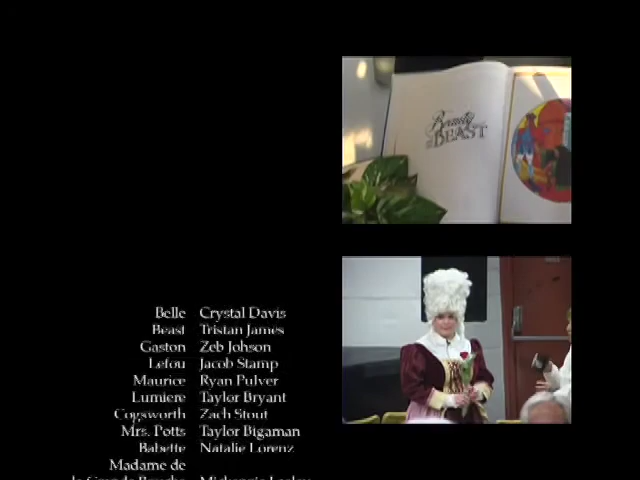 Beauty
and the
BEAST
Belle Crystal Davis
Beast Tristan James
Gaston Zeb Johson
Lefou Jacob Stamp
Maurice Ryan Pulver
Lumiere Taylor Bryant
Cogsworth Zach Stout
Mrs. Potts Taylor Bigaman
Babette Natalie Lorenz
Madame de